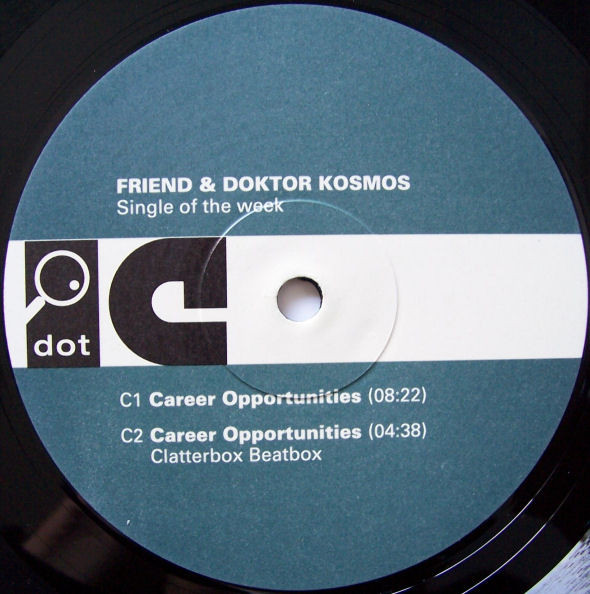 FRIEND & DOKTOR KOSMOS
Single of the week
dot
C
C1 Career Opportunities (08:22)
C2 Career Opportunities (04:38)
Clatterbox Beatbox